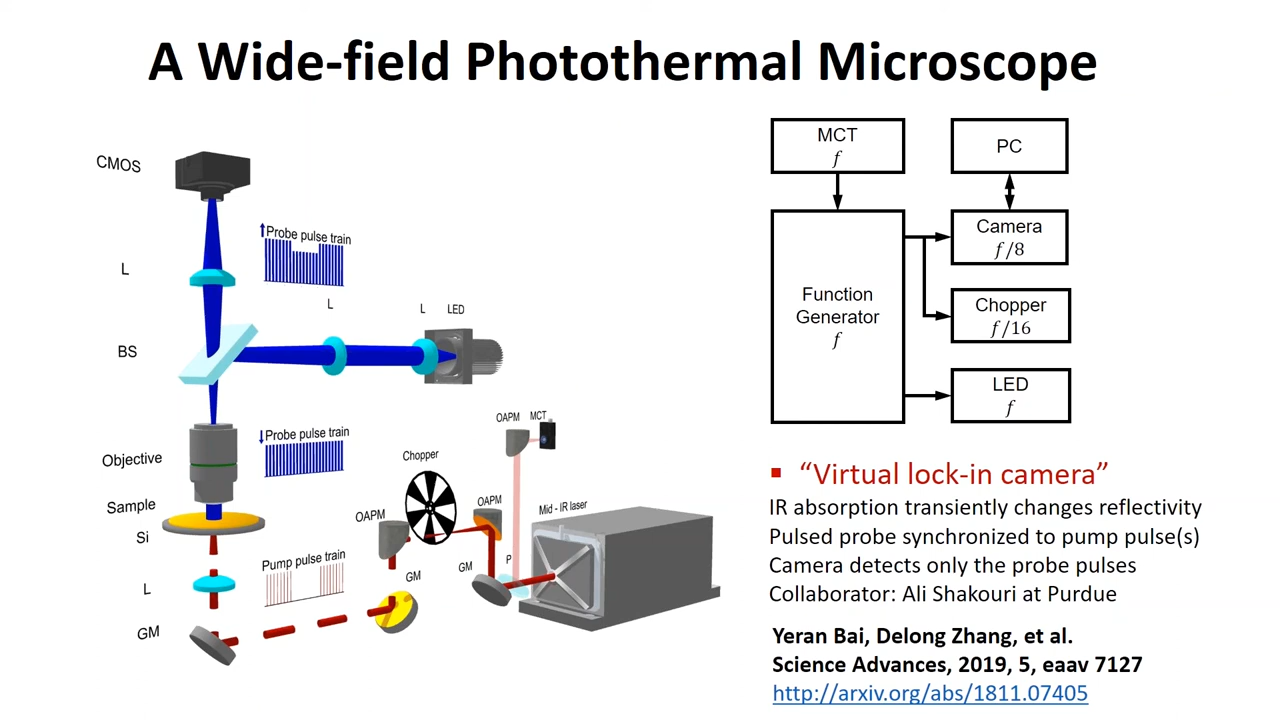 A Wide-field Photothermal Microscope
CMOS
L
Probe pulse train
L
L
LED
BS
Probe pulse train
Objective
Sample
Si
L
GM
Pump pulse train
OAPM
Chopper
OAPM
OAPM
MCT
Mid - IR laser
P
GM
GM
MCT
f
PC
Function
Generator
f
Camera
f/8
Chopper
f/16
LED
f
▪ “Virtual lock-in camera”
IR absorption transiently changes reflectivity
Pulsed probe synchronized to pump pulse(s)
Camera detects only the probe pulses
Collaborator: Ali Shakouri at Purdue
Yeran Bai, Delong Zhang, et al.
Science Advances, 2019, 5, eaav 7127
http://arxiv.org/abs/1811.07405